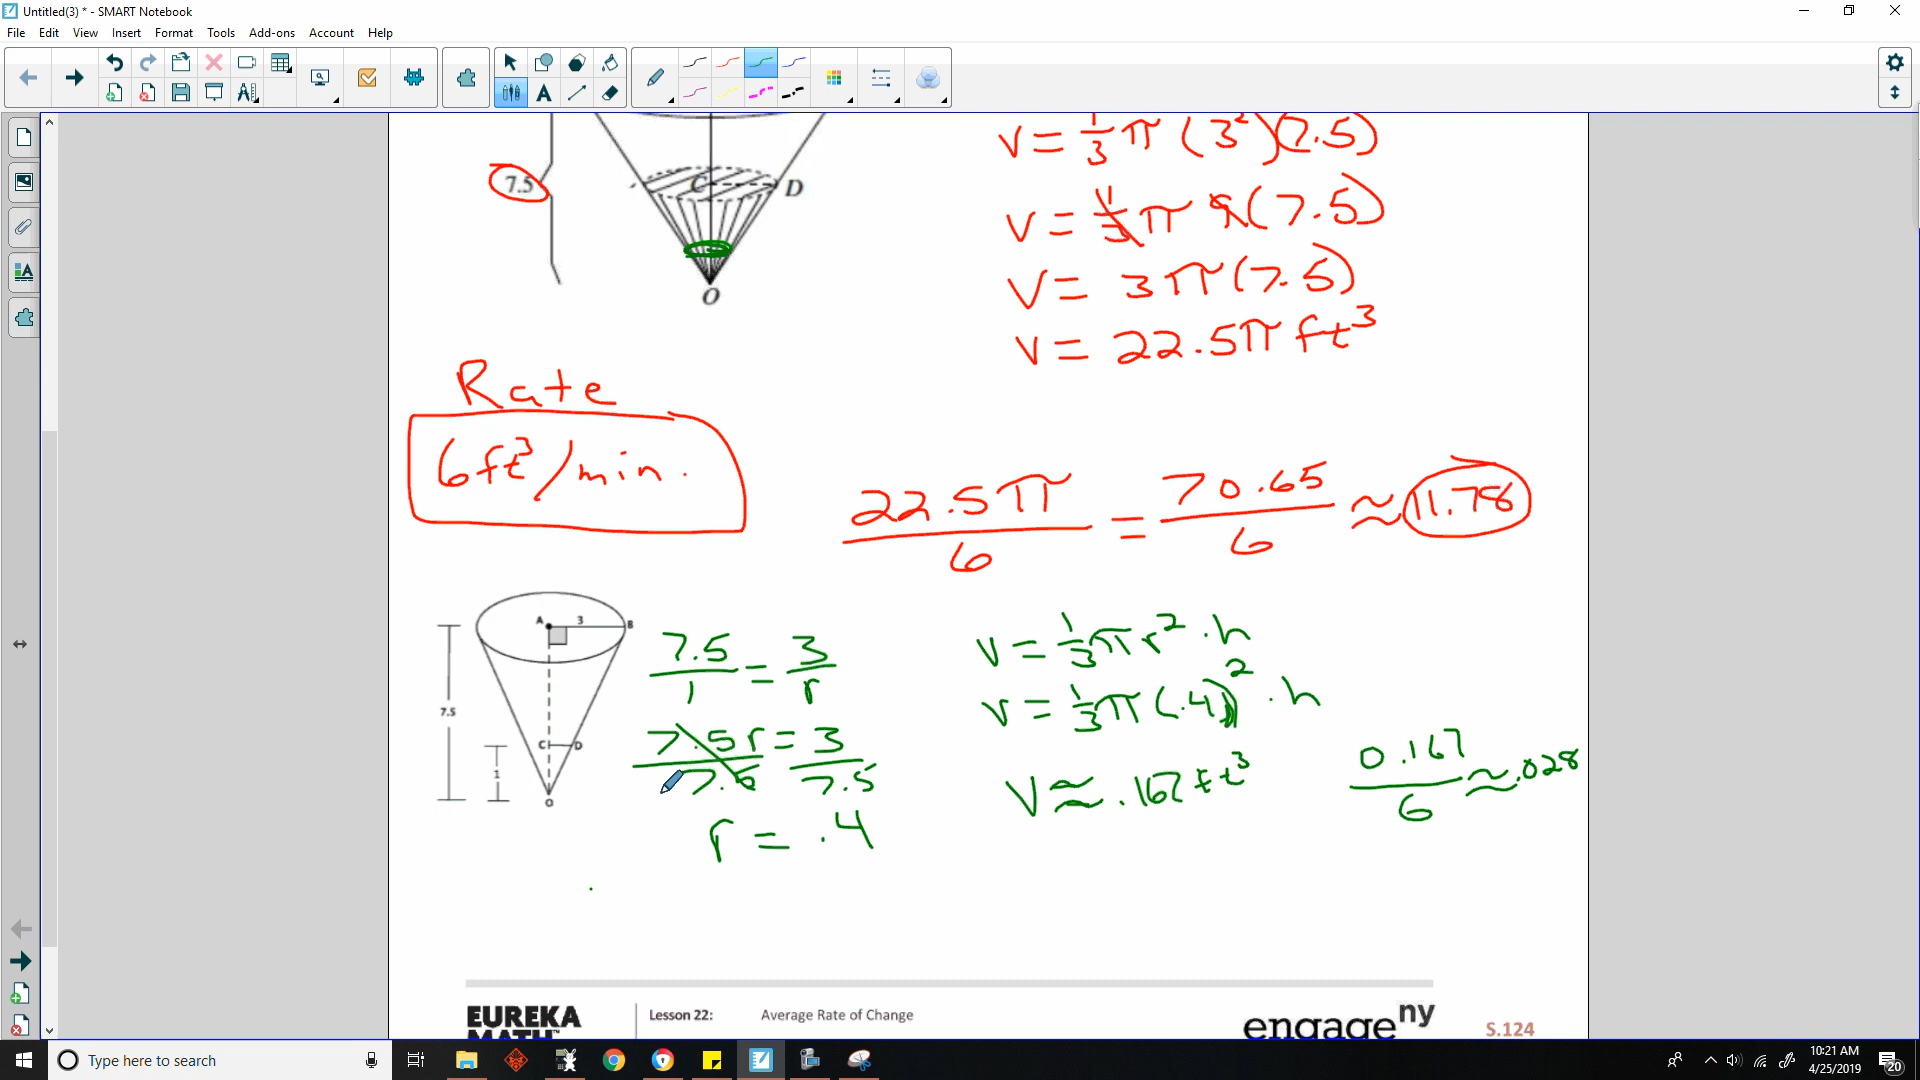 Untitled(3) * - SMART Notebook
File Edit View Insert Format Tools Add-ons Account Help
V = 1/3 π (3²)(7.5)
7.5
C D
V = 1/3 π 9(7.5)
V = 3π(7.5)
O
V = 22.5π ft³
Rate
6ft³/min.
22.5π/6 = 70.65/6 ≈ 11.78
A 3 B
7.5
C D
1
O
7.5/1 = 3/r
7.5r/7.5 = 3/7.5
r = .4
V = 1/3 π r² · h
V = 1/3 π (.4)² · h
V ≈ .167 ft³
0.167/6 ≈ .028
EUREKA
MATH™
Lesson 22: Average Rate of Change
engage ny
S.124
Type here to search
10:21 AM
4/25/2019
20